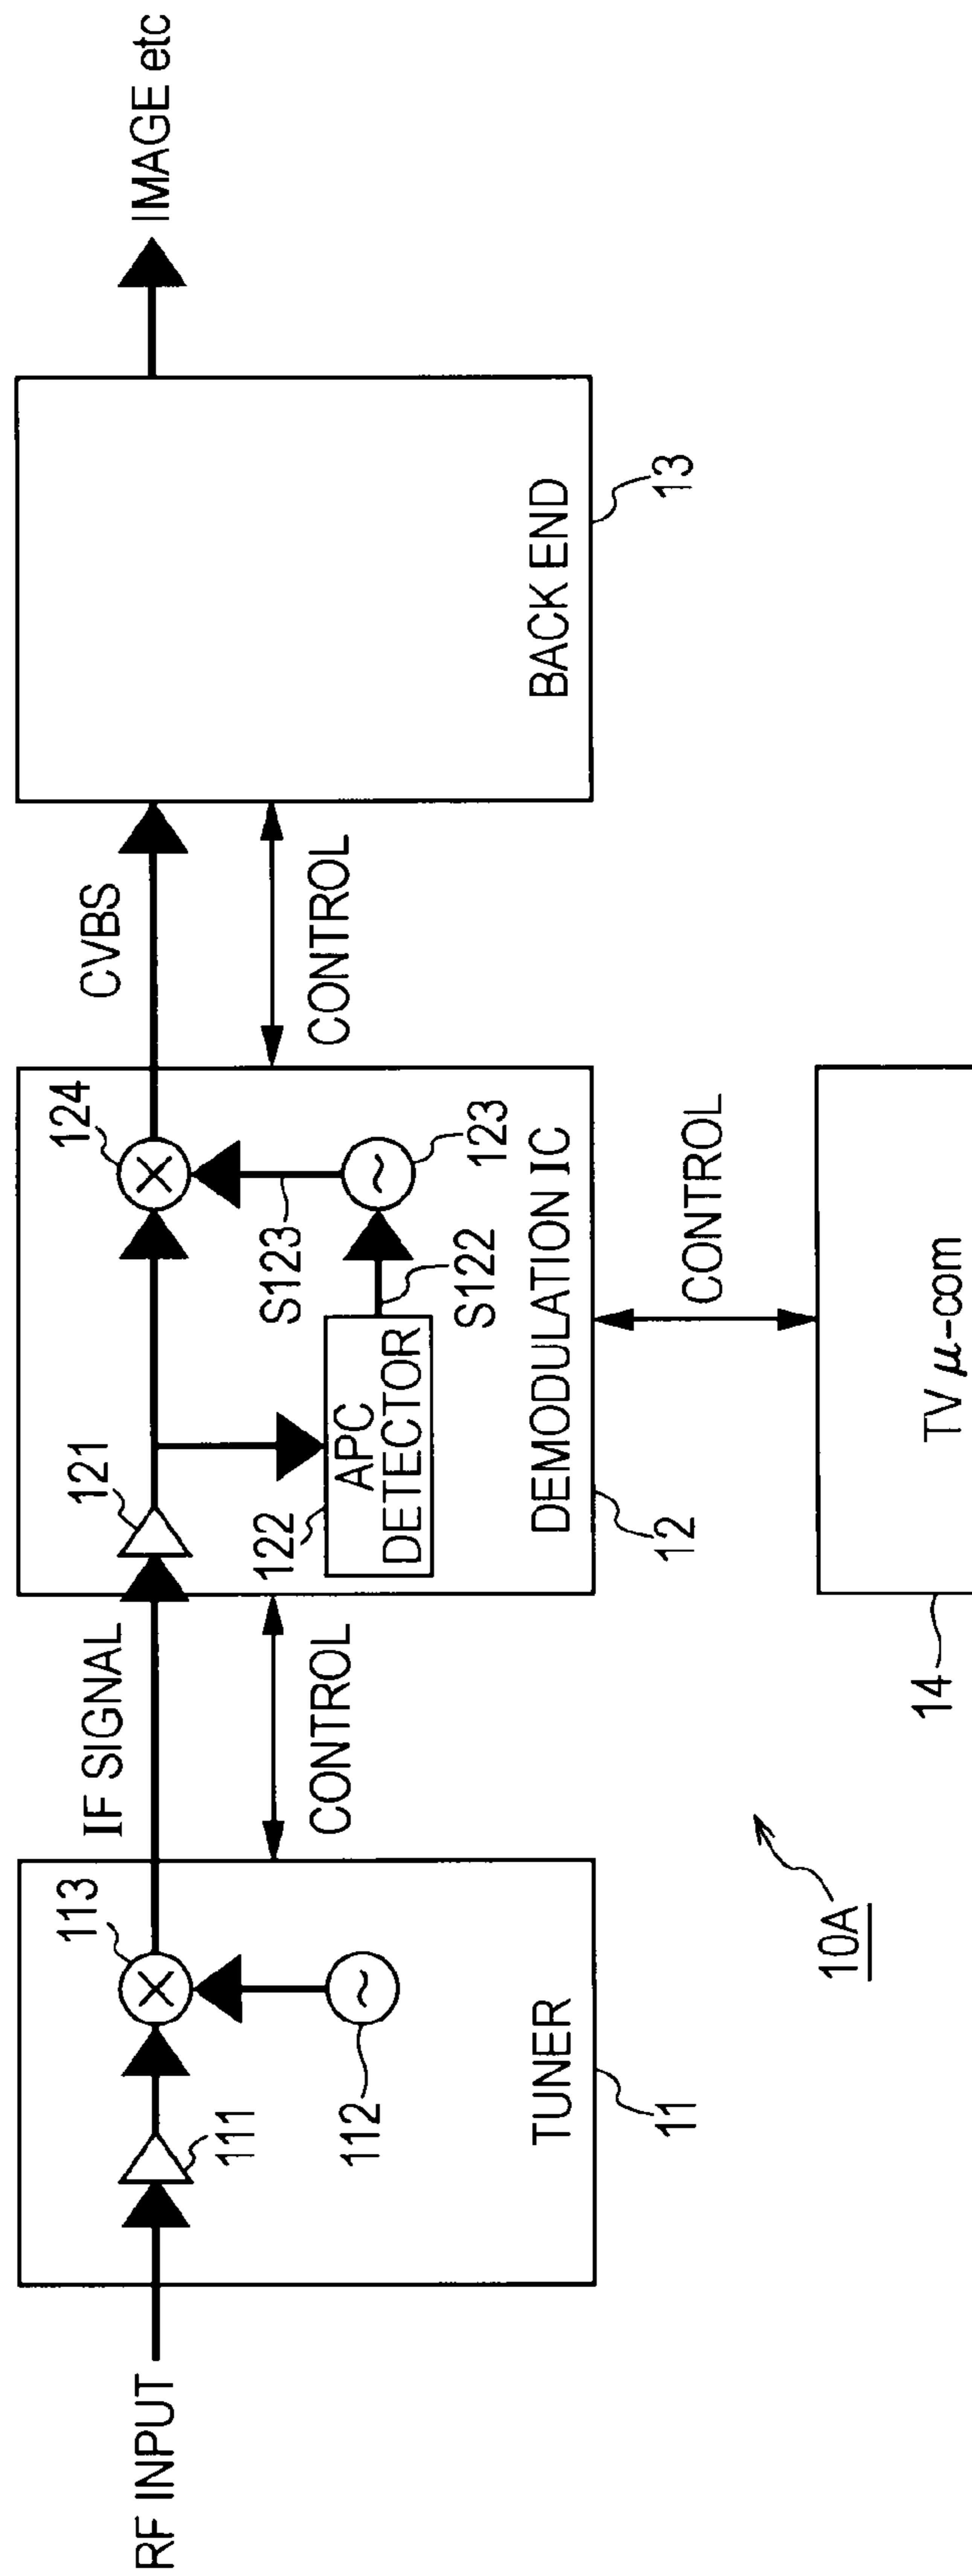 RF INPUT
111
113
112
TUNER
11
IF SIGNAL
CONTROL
121
122
APC
DETECTOR
S122
S123
123
124
DEMODULATION IC
12
CVBS
CONTROL
BACK END
13
IMAGE etc
CONTROL
TV μ-com
14
10A